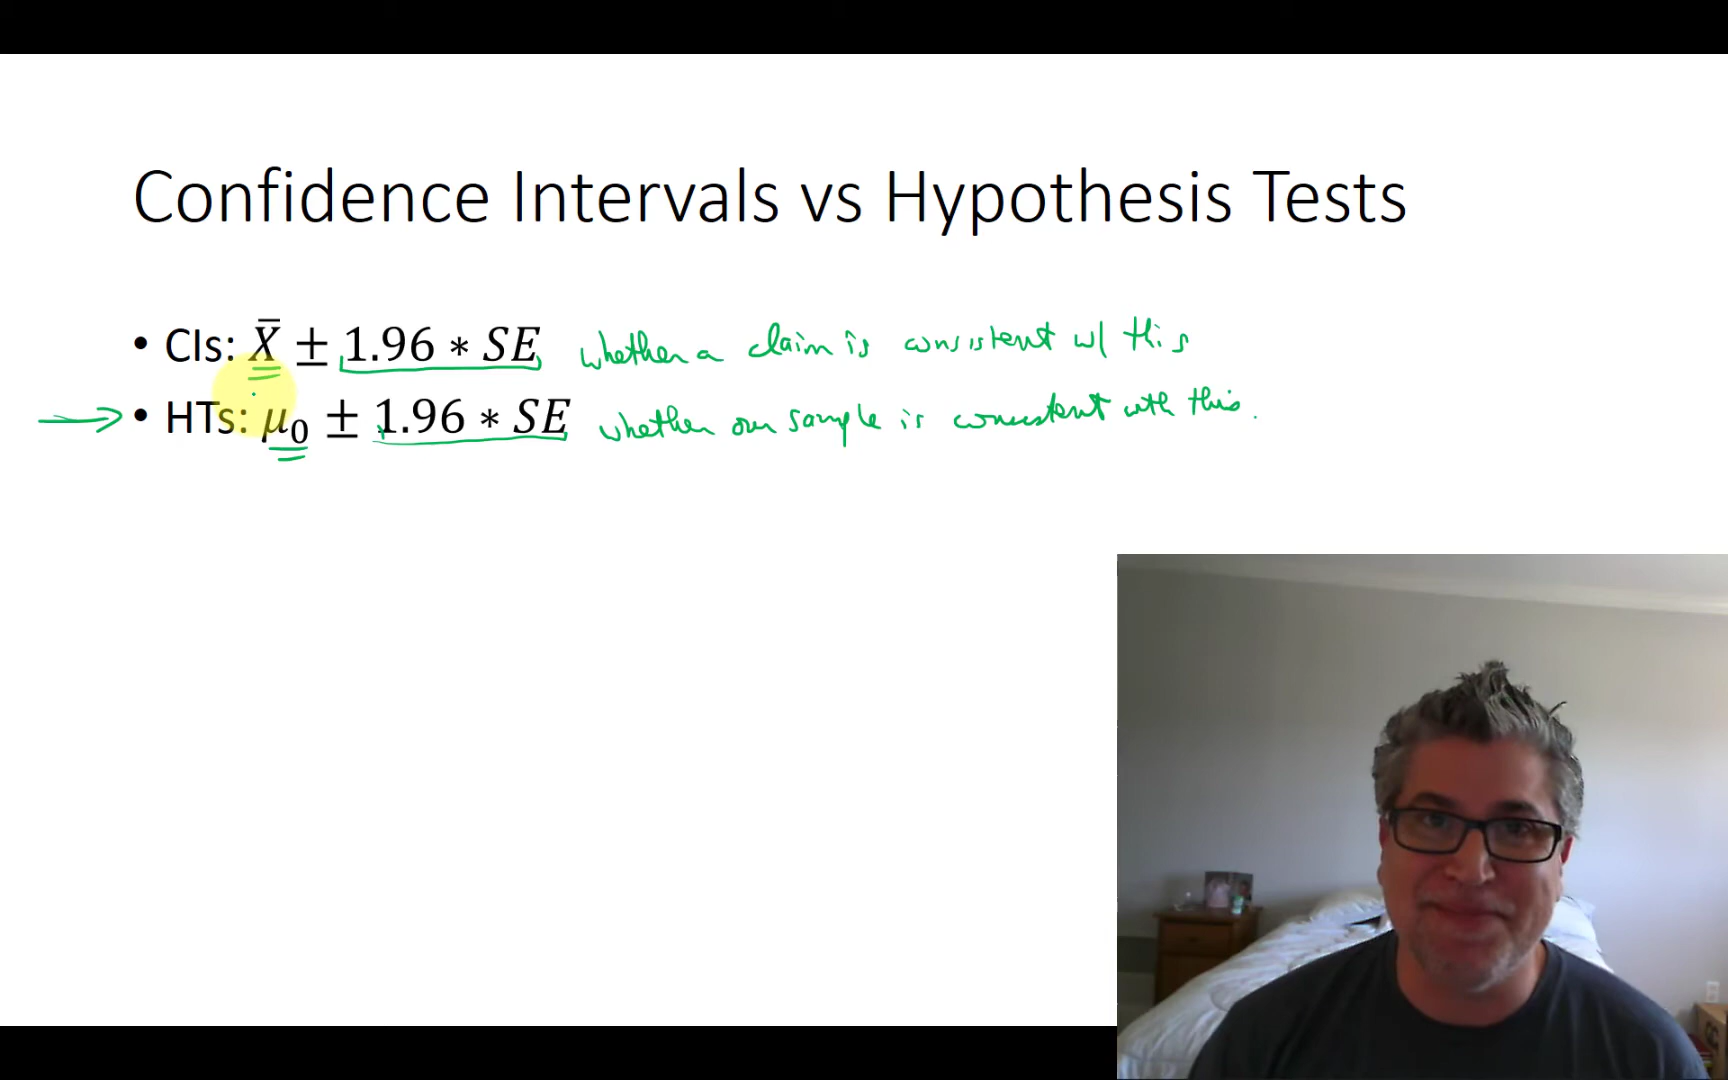 Confidence Intervals vs Hypothesis Tests
• CIs: X̄ ± 1.96 ∗ SE whether a claim is consistent w/ this
• HTs: μ₀ ± 1.96 ∗ SE whether our sample is consistent with this.